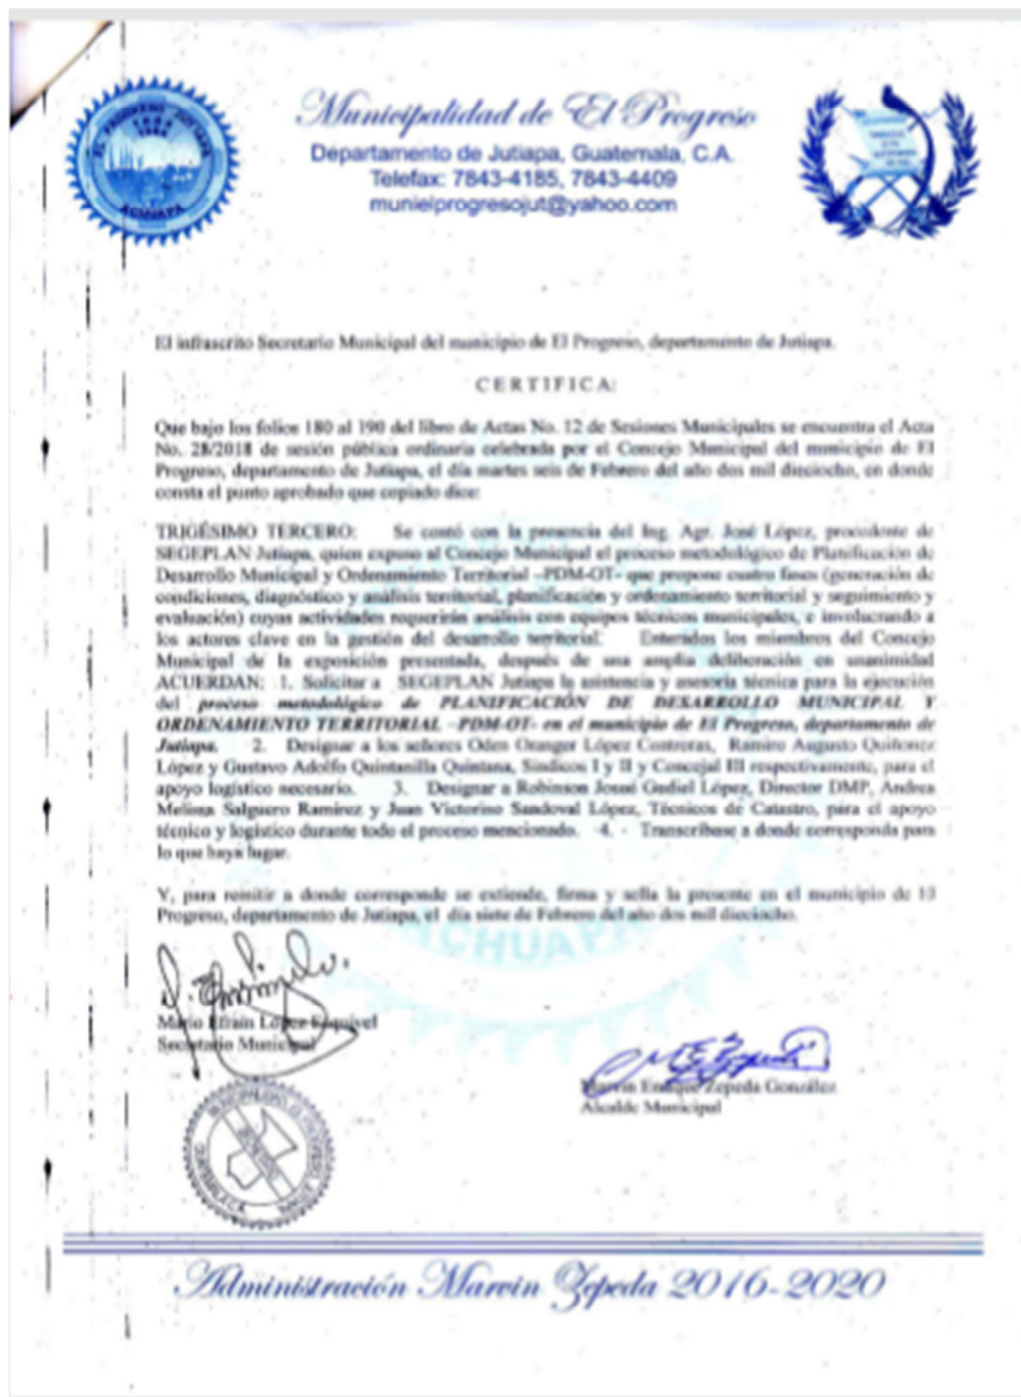 EL PROGRESO JUTIAPA
ACHUAPA
Municipalidad de El Progreso
Departamento de Jutiapa, Guatemala, C.A.
Telefax: 7843-4185, 7843-4409
munielprogresojut@yahoo.com
El infrascrito Secretario Municipal del municipio de El Progreso, departamento de Jutiapa.
CERTIFICA:
Que bajo los folios 180 al 190 del libro de Actas No. 12 de Sesiones Municipales se encuentra el Acta
No. 28/2018 de sesión pública ordinaria celebrada por el Concejo Municipal del municipio de El
Progreso, departamento de Jutiapa, el día martes seis de Febrero del año dos mil dieciocho, en donde
consta el punto aprobado que copiado dice:
TRIGÉSIMO TERCERO: Se contó con la presencia del Ing. Agr. José López, procedente de
SEGEPLAN Jutiapa, quien expuso al Concejo Municipal el proceso metodológico de Planificación de
Desarrollo Municipal y Ordenamiento Territorial –PDM-OT- que propone cuatro fases (generación de
condiciones, diagnóstico y análisis territorial, planificación y ordenamiento territorial y seguimiento y
evaluación) cuyas actividades requerirán análisis con equipos técnicos municipales, e involucrando a
los actores clave en la gestión del desarrollo territorial. Enterados los miembros del Concejo
Municipal de la exposición presentada, después de una amplia deliberación en unanimidad
ACUERDAN: 1. Solicitar a SEGEPLAN Jutiapa la asistencia y asesoría técnica para la ejecución
del proceso metodológico de PLANIFICACIÓN DE DESARROLLO MUNICIPAL Y
ORDENAMIENTO TERRITORIAL –PDM-OT- en el municipio de El Progreso, departamento de
Jutiapa. 2. Designar a los señores Oden Oranger López Contreras, Ramiro Augusto Quiñonez
López y Gustavo Adolfo Quintanilla Quintana, Síndicos I y II y Concejal III respectivamente, para el
apoyo logístico necesario. 3. Designar a Robinson Josué Gudiel López, Director DMP, Andrea
Melissa Salguero Ramírez y Juan Victorino Sandoval López, Técnicos de Catastro, para el apoyo
técnico y logístico durante todo el proceso mencionado. 4. - Transcríbase a donde corresponda para
lo que haya lugar.
Y, para remitir a donde corresponde se extiende, firma y sella la presente en el municipio de El
Progreso, departamento de Jutiapa, el día siete de Febrero del año dos mil dieciocho.
ACHUAPA
Mario Efraín López Esquivel
Secretario Municipal
Marvin Enrique Zepeda González
Alcalde Municipal
Administración Marvin Zepeda 2016-2020